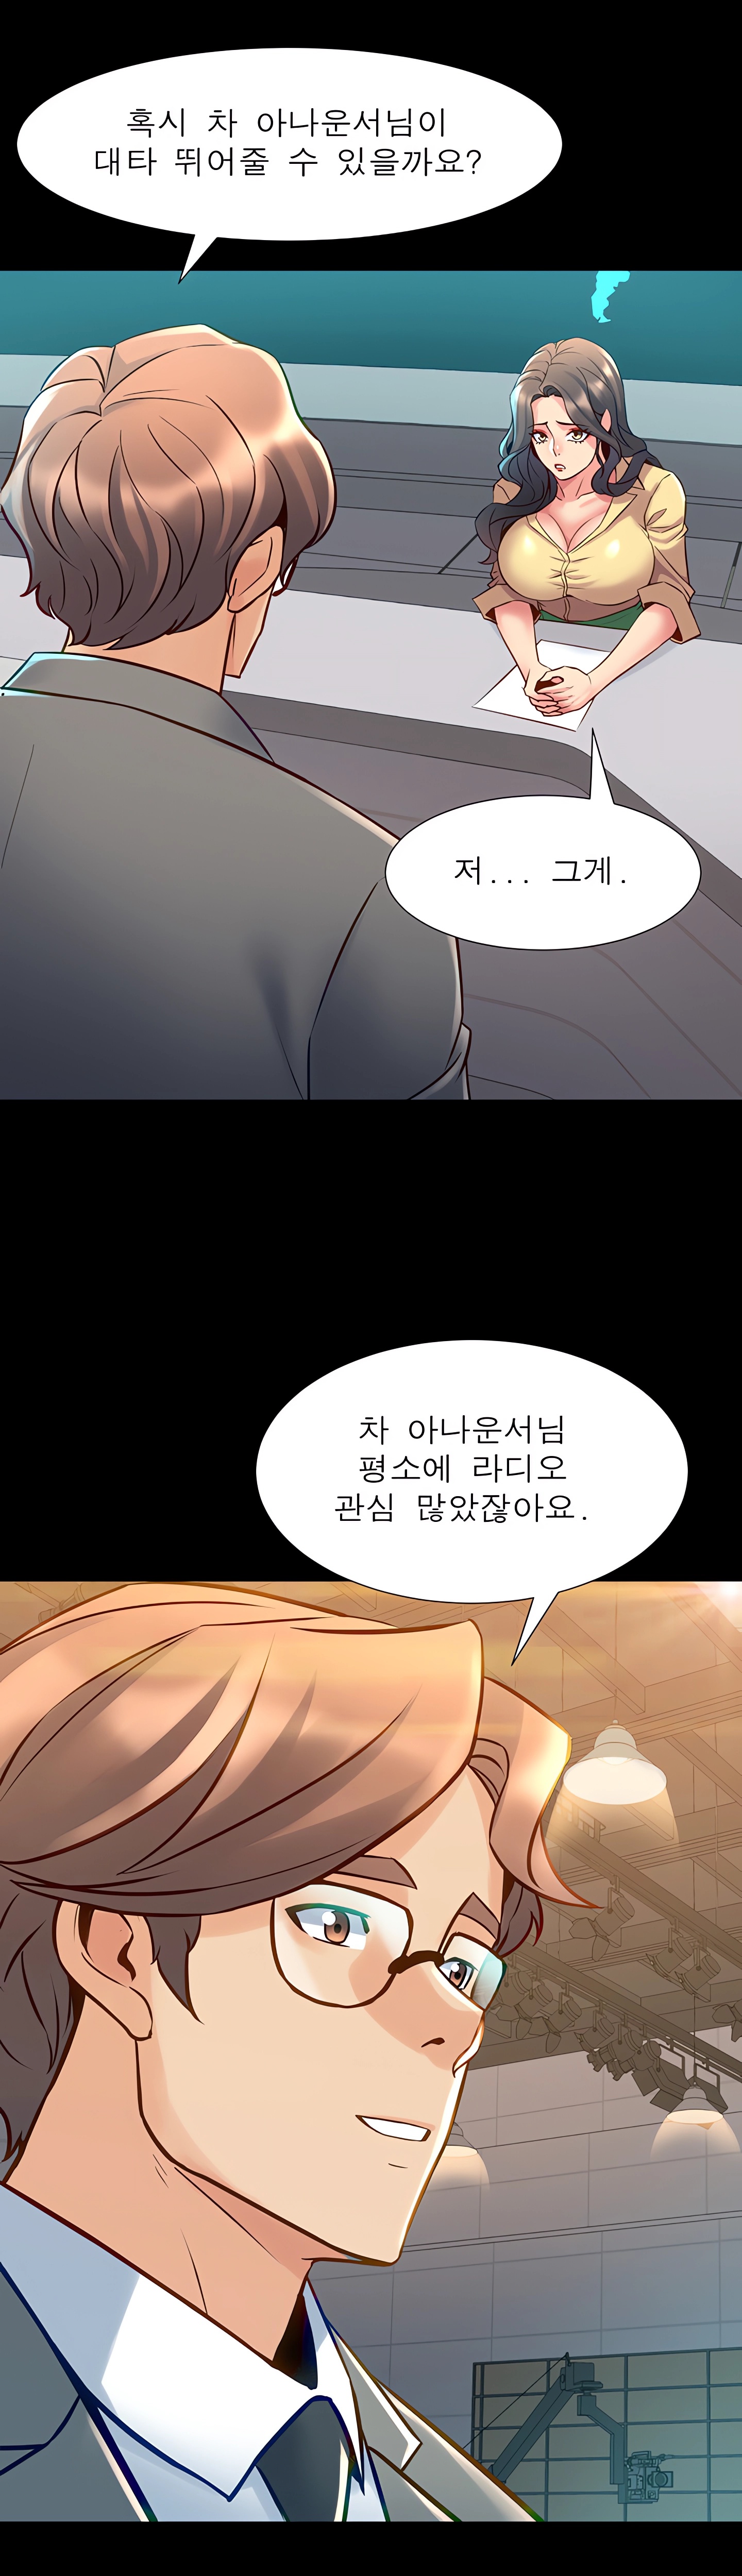 혹시 차 아나운서님이
대타 뛰어줄 수 있을까요?
저... 그게.
차 아나운서님
평소에 라디오
관심 많았잖아요.